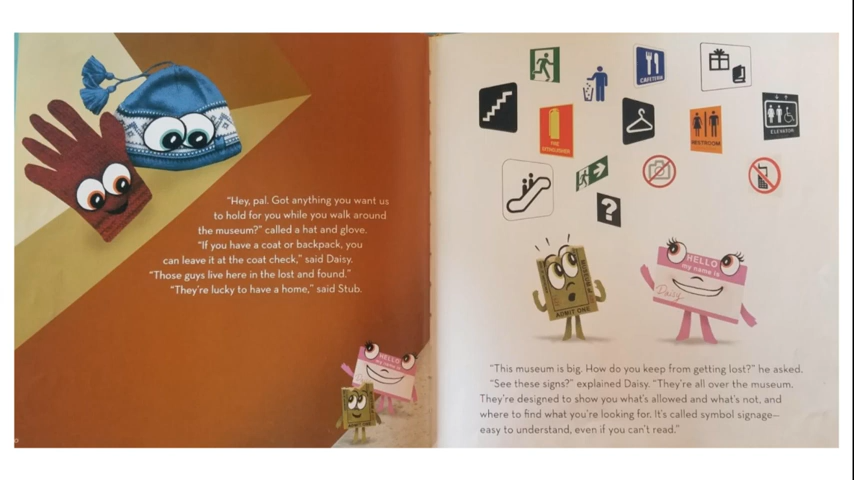 "Hey, pal. Got anything you want us
to hold for you while you walk around
the museum?" called a hat and glove.
"If you have a coat or backpack, you
can leave it at the coat check," said Daisy.
"Those guys live here in the lost and found."
"They're lucky to have a home," said Stub.
HELLO
my name is
CAFETERIA
FIRE
EXTINGUISHER
RESTROOM
ELEVATOR
?
ADMIT ONE
HELLO
my name is
Daisy
"This museum is big. How do you keep from getting lost?" he asked.
"See these signs?" explained Daisy. "They're all over the museum.
They're designed to show you what's allowed and what's not, and
where to find what you're looking for. It's called symbol signage—
easy to understand, even if you can't read."